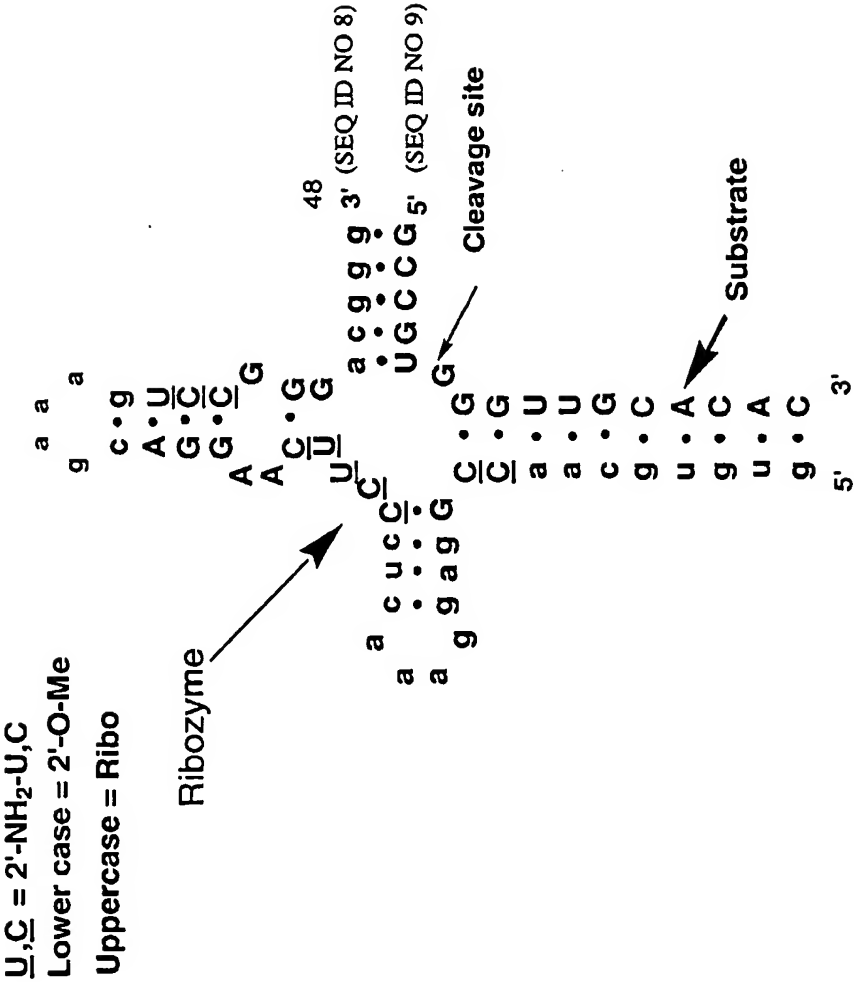 U,C = 2'-NH2-U,C
Lower case = 2'-O-Me
Uppercase = Ribo
Ribozyme
a a
g a
c • g
A • U
G • C
G • C
A G
A
C • G
U G
U
C
48
a c g g g 3' (SEQ ID NO 8)
• • • • •
U G C C G 5' (SEQ ID NO 9)
Cleavage site
a c u c C
• • • •
a a g g a g G
G
C • G
C • G
a • U
a • U
c • G
g • C
u • A
g • C
u • A
g • C
5' 3'
Substrate